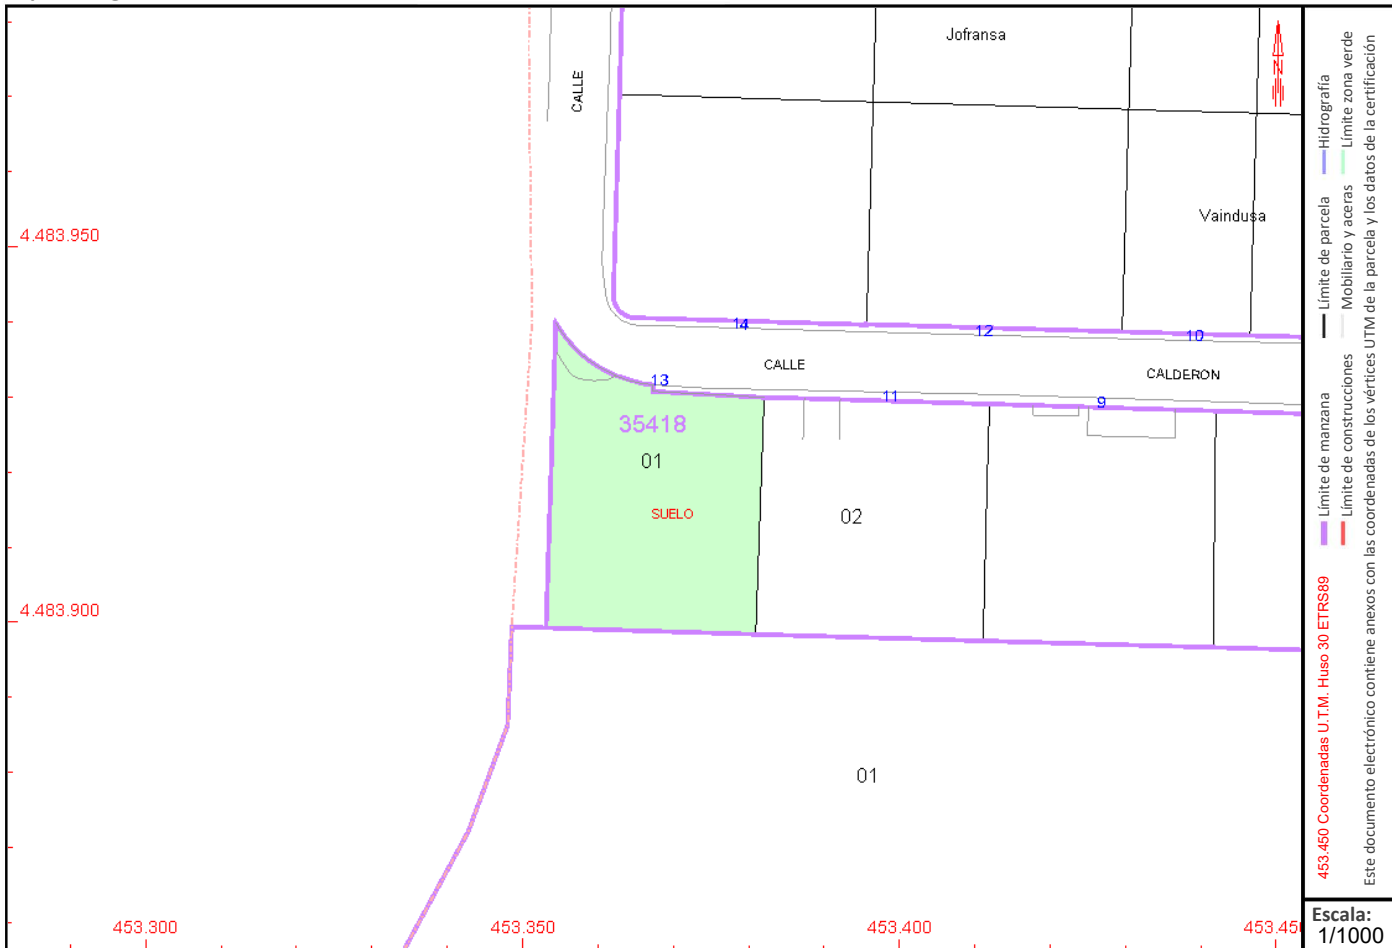 Jofransa
CALLE
Vaindusa
4.483.950
14
12
10
CALLE
CALDERON
13
11
9
35418
01
SUELO
02
4.483.900
01
453.300
453.350
453.400
453.450
Hidrografía
Límite zona verde
Límite de parcela
Mobiliario y aceras
Límite de manzana
Límite de construcciones
453.450 Coordenadas U.T.M. Huso 30 ETRS89
Este documento electrónico contiene anexos con las coordenadas de los vértices UTM de la parcela y los datos de la certificación
N
Escala:
1/1000